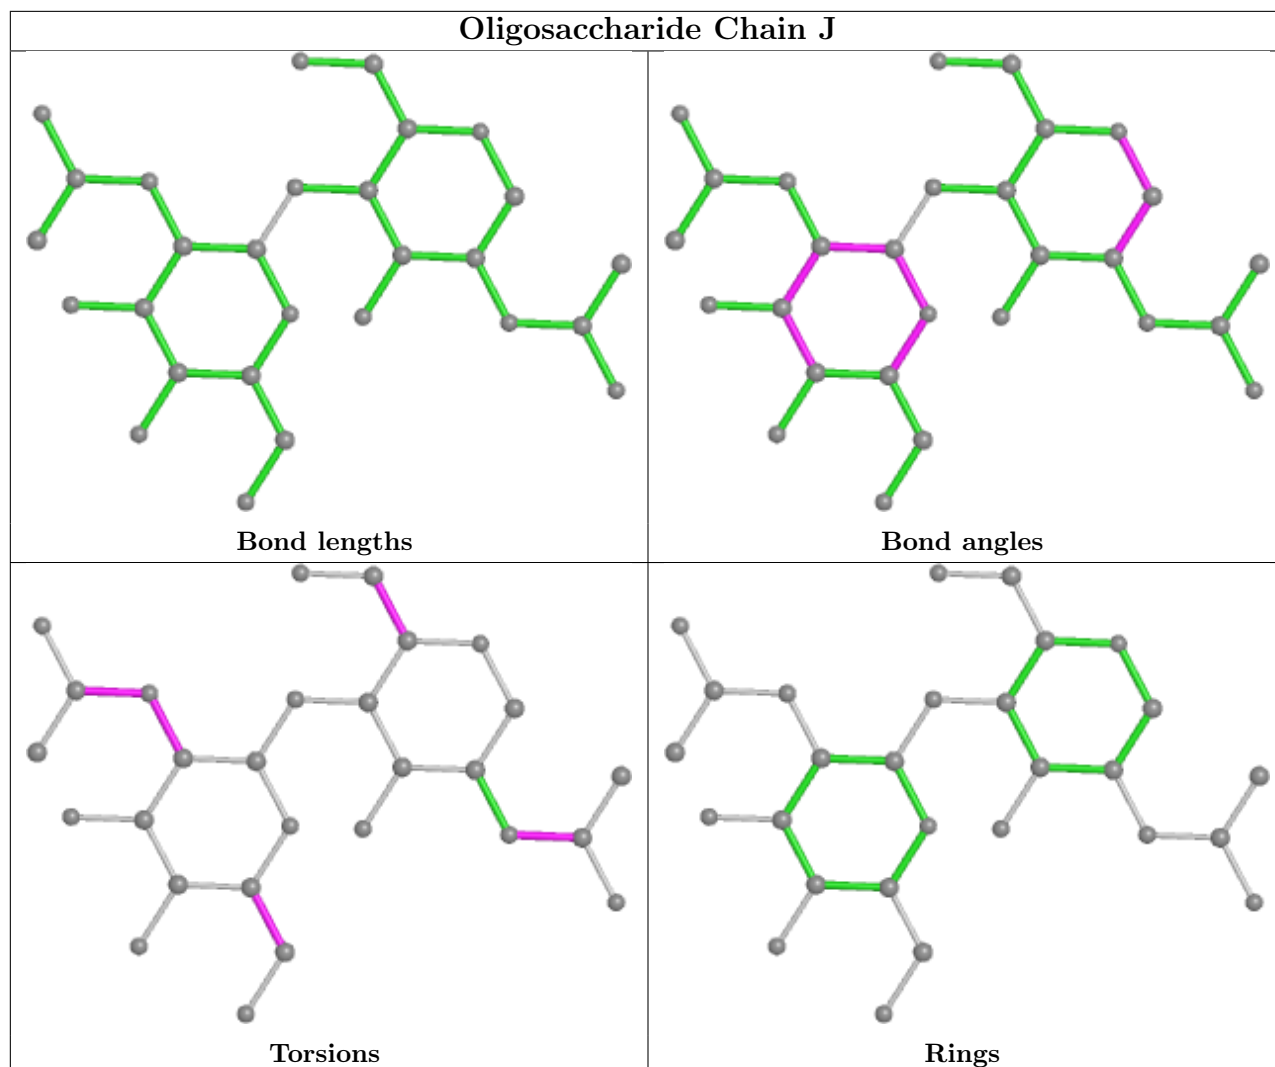 Oligosaccharide Chain J
Bond lengths
Bond angles
Torsions
Rings